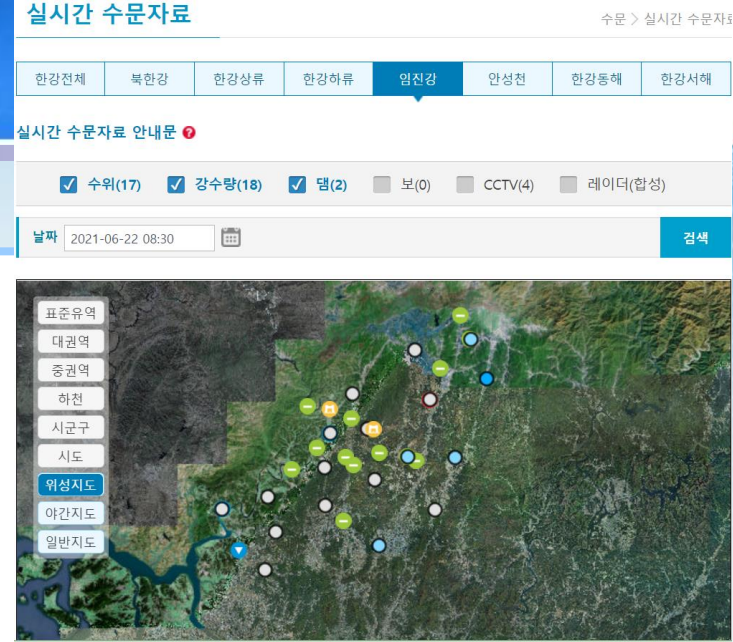 실시간 수문자료
수문 > 실시간 수문자료
한강전체 북한강 한강상류 한강하류 임진강 안성천 한강동해 한강서해
실시간 수문자료 안내문 ?
수위(17) 강수량(18) 댐(2) 보(0) CCTV(4) 레이더(합성)
날짜 2021-06-22 08:30 검색
표준유역
대권역
중권역
하천
시군구
시도
위성지도
야간지도
일반지도